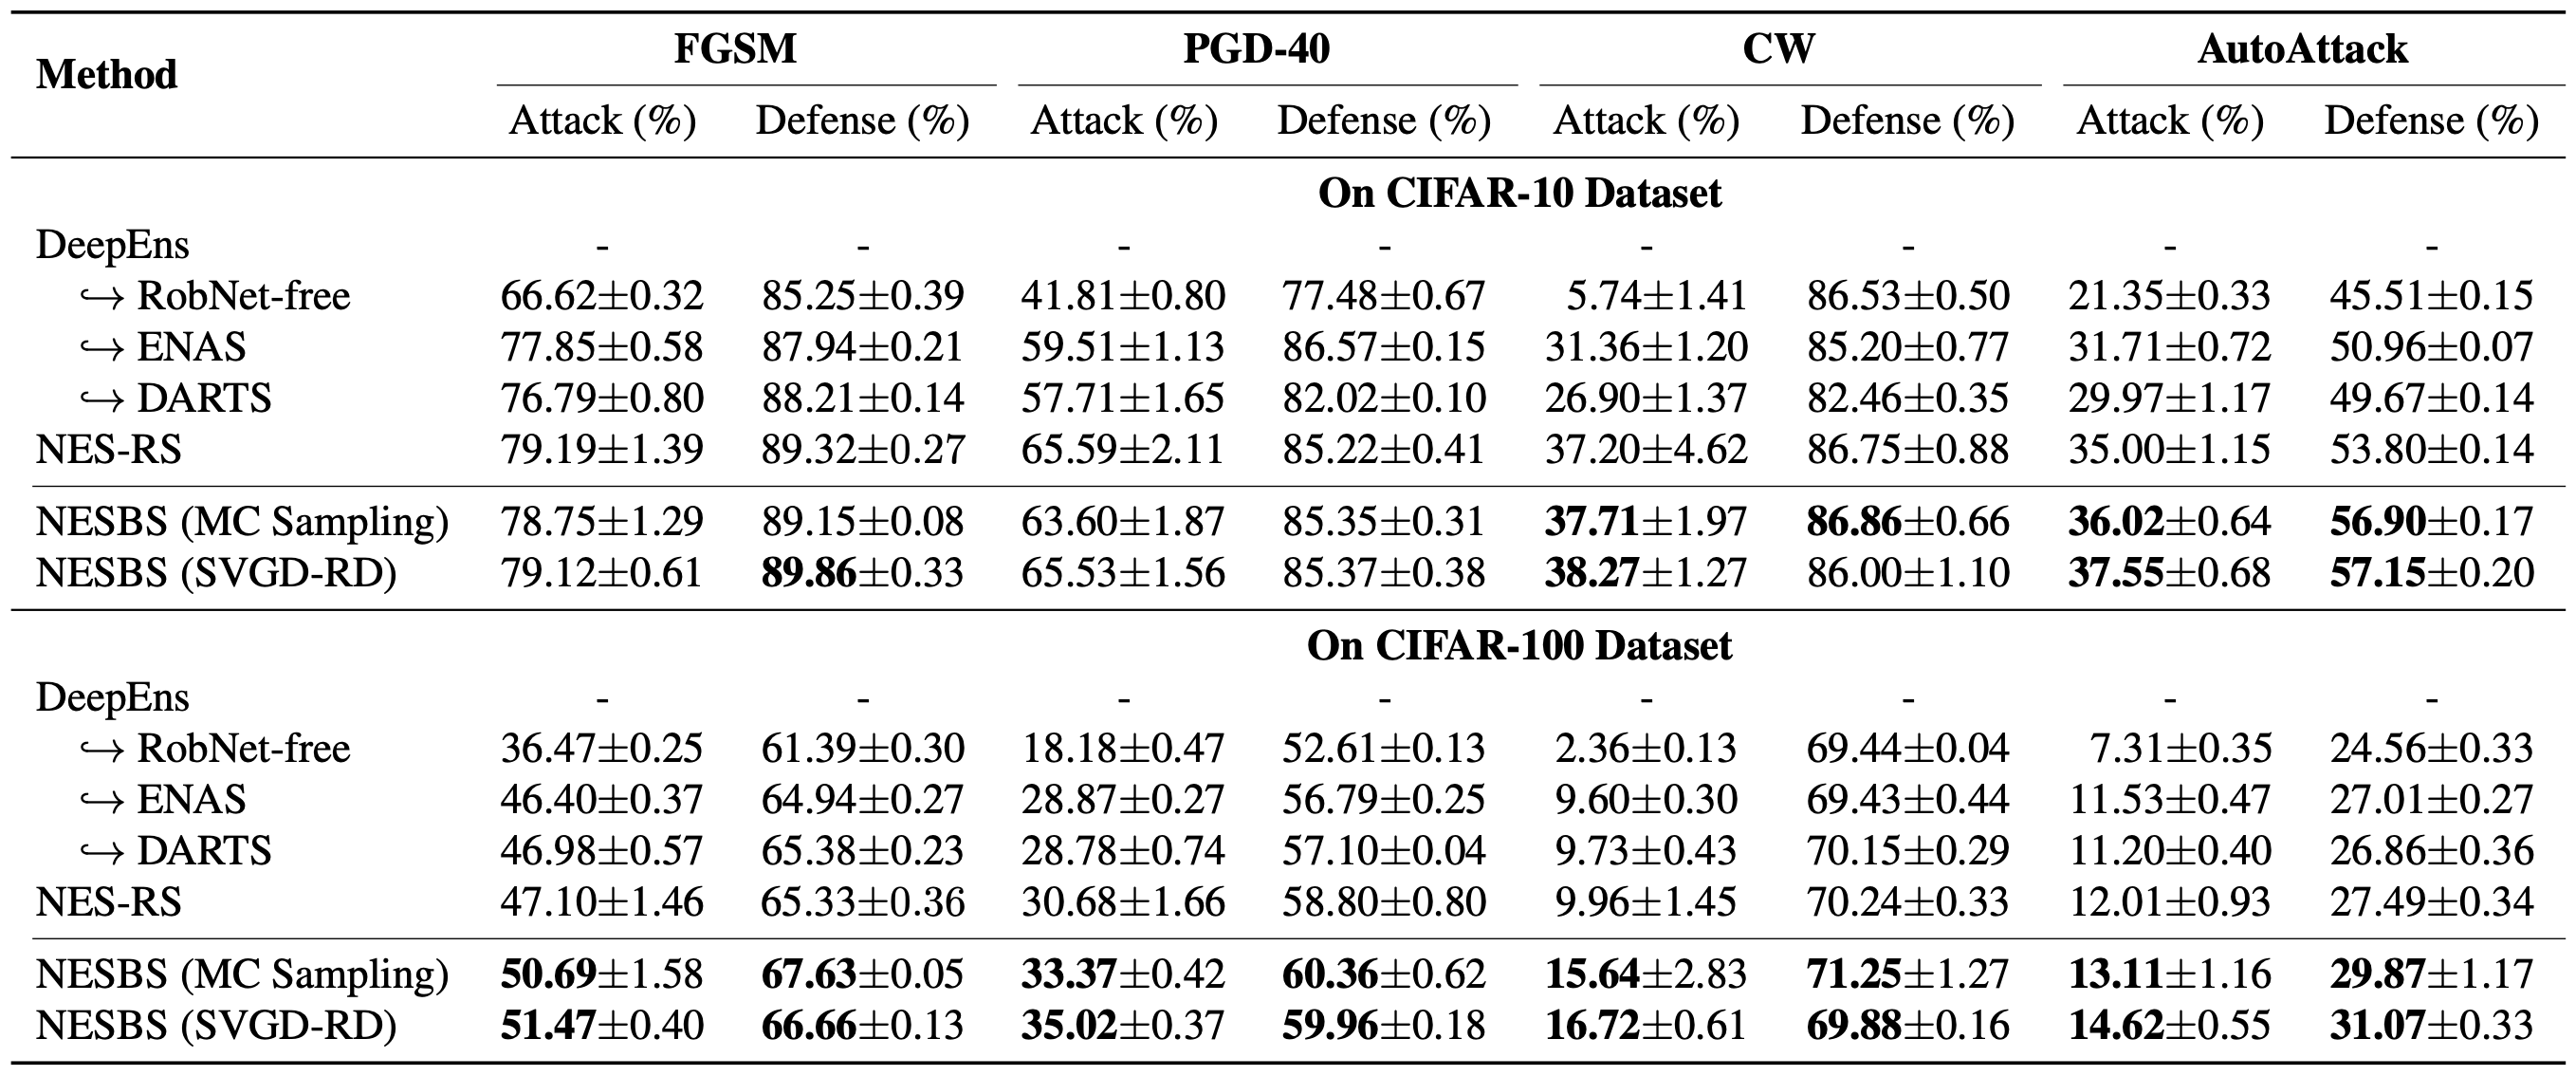 Method FGSM PGD-40 CW AutoAttack
Attack (%) Defense (%) Attack (%) Defense (%) Attack (%) Defense (%) Attack (%) Defense (%)
On CIFAR-10 Dataset
DeepEns - - - - - - - -
↪ RobNet-free 66.62±0.32 85.25±0.39 41.81±0.80 77.48±0.67 5.74±1.41 86.53±0.50 21.35±0.33 45.51±0.15
↪ ENAS 77.85±0.58 87.94±0.21 59.51±1.13 86.57±0.15 31.36±1.20 85.20±0.77 31.71±0.72 50.96±0.07
↪ DARTS 76.79±0.80 88.21±0.14 57.71±1.65 82.02±0.10 26.90±1.37 82.46±0.35 29.97±1.17 49.67±0.14
NES-RS 79.19±1.39 89.32±0.27 65.59±2.11 85.22±0.41 37.20±4.62 86.75±0.88 35.00±1.15 53.80±0.14
NESBS (MC Sampling) 78.75±1.29 89.15±0.08 63.60±1.87 85.35±0.31 37.71±1.97 86.86±0.66 36.02±0.64 56.90±0.17
NESBS (SVGD-RD) 79.12±0.61 89.86±0.33 65.53±1.56 85.37±0.38 38.27±1.27 86.00±1.10 37.55±0.68 57.15±0.20
On CIFAR-100 Dataset
DeepEns - - - - - - - -
↪ RobNet-free 36.47±0.25 61.39±0.30 18.18±0.47 52.61±0.13 2.36±0.13 69.44±0.04 7.31±0.35 24.56±0.33
↪ ENAS 46.40±0.37 64.94±0.27 28.87±0.27 56.79±0.25 9.60±0.30 69.43±0.44 11.53±0.47 27.01±0.27
↪ DARTS 46.98±0.57 65.38±0.23 28.78±0.74 57.10±0.04 9.73±0.43 70.15±0.29 11.20±0.40 26.86±0.36
NES-RS 47.10±1.46 65.33±0.36 30.68±1.66 58.80±0.80 9.96±1.45 70.24±0.33 12.01±0.93 27.49±0.34
NESBS (MC Sampling) 50.69±1.58 67.63±0.05 33.37±0.42 60.36±0.62 15.64±2.83 71.25±1.27 13.11±1.16 29.87±1.17
NESBS (SVGD-RD) 51.47±0.40 66.66±0.13 35.02±0.37 59.96±0.18 16.72±0.61 69.88±0.16 14.62±0.55 31.07±0.33